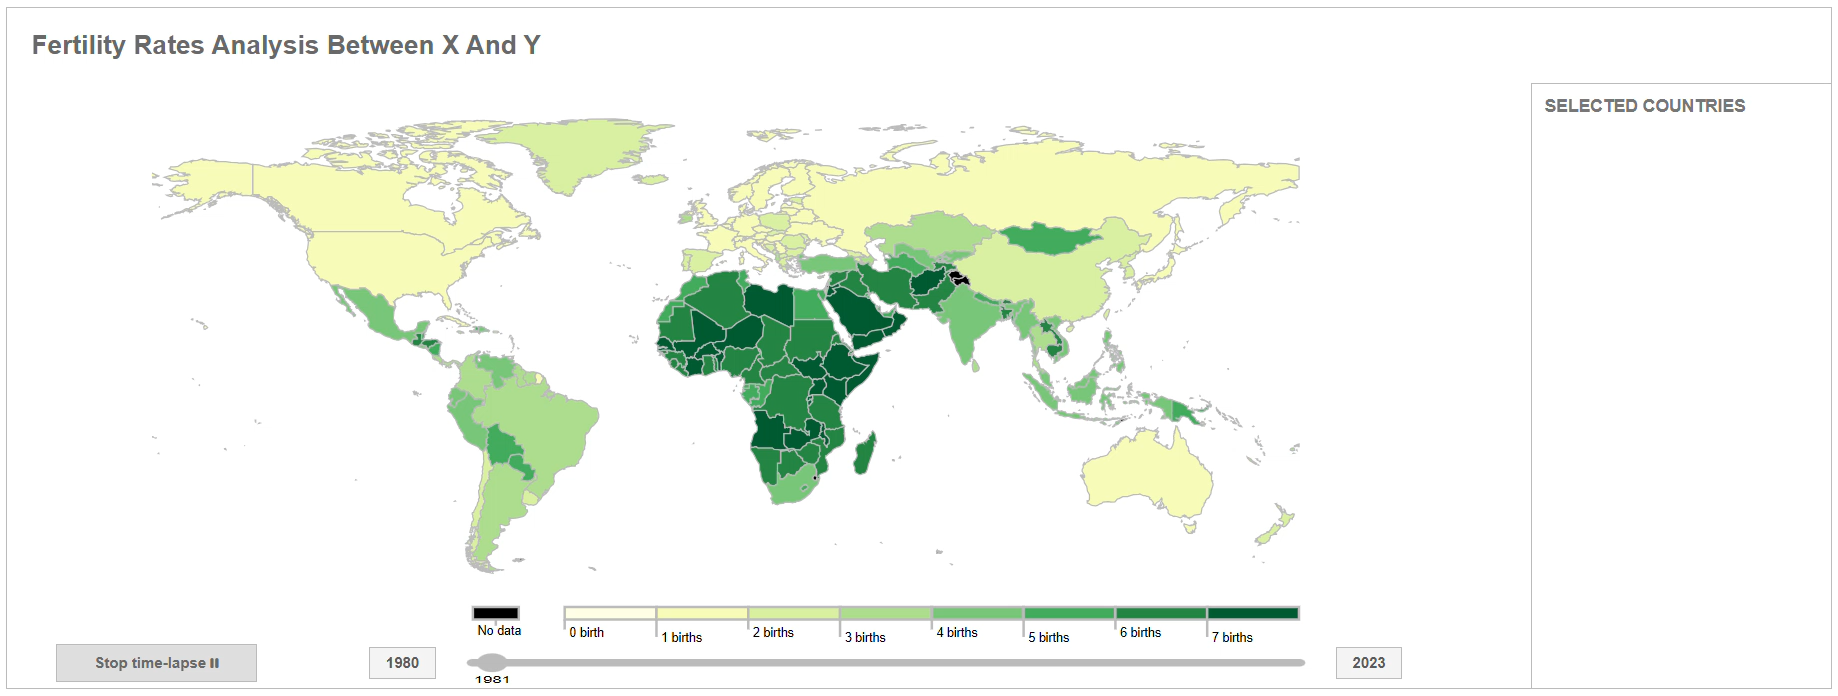 Fertility Rates Analysis Between X And Y
SELECTED COUNTRIES
No data
0 birth
1 births
2 births
3 births
4 births
5 births
6 births
7 births
Stop time-lapse
1980
2023
1981